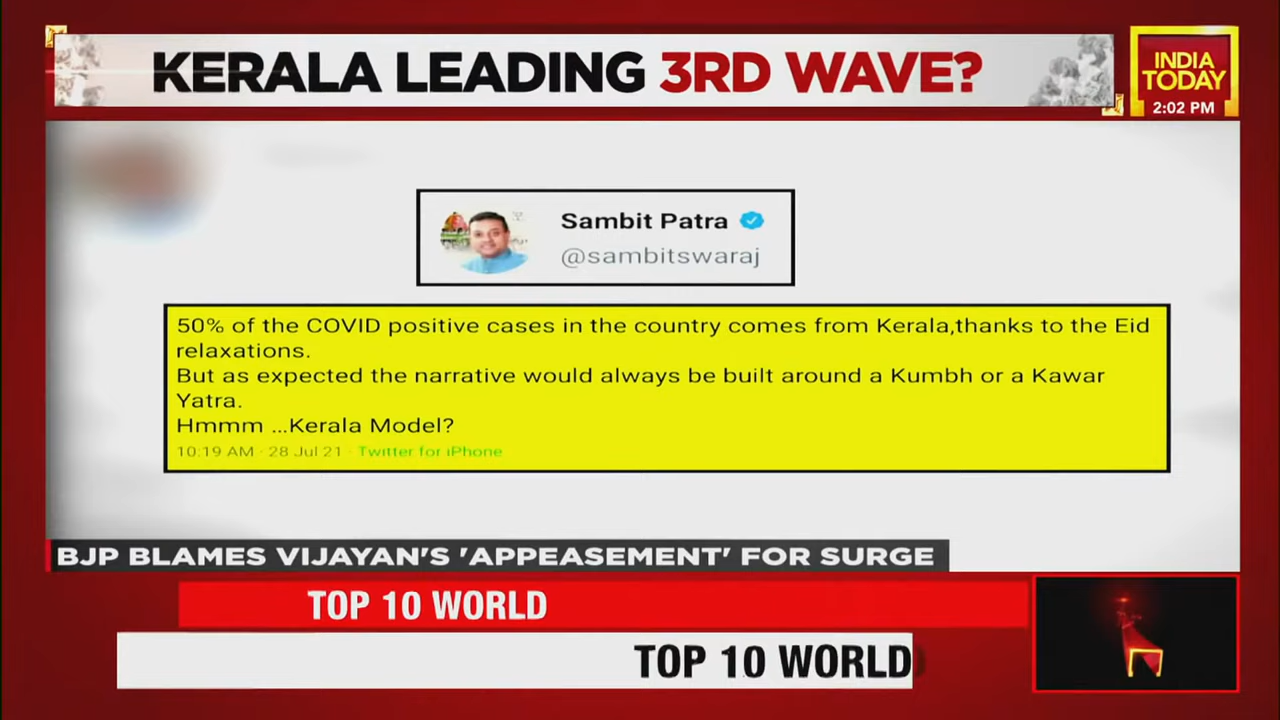 KERALA LEADING 3RD WAVE?
INDIA
TODAY
2:02 PM
Sambit Patra
@sambitswaraj
50% of the COVID positive cases in the country comes from Kerala,thanks to the Eid
relaxations.
But as expected the narrative would always be built around a Kumbh or a Kawar
Yatra.
Hmmm ...Kerala Model?
10:19 AM · 28 Jul 21 · Twitter for iPhone
BJP BLAMES VIJAYAN'S 'APPEASEMENT' FOR SURGE
TOP 10 WORLD
TOP 10 WORLD